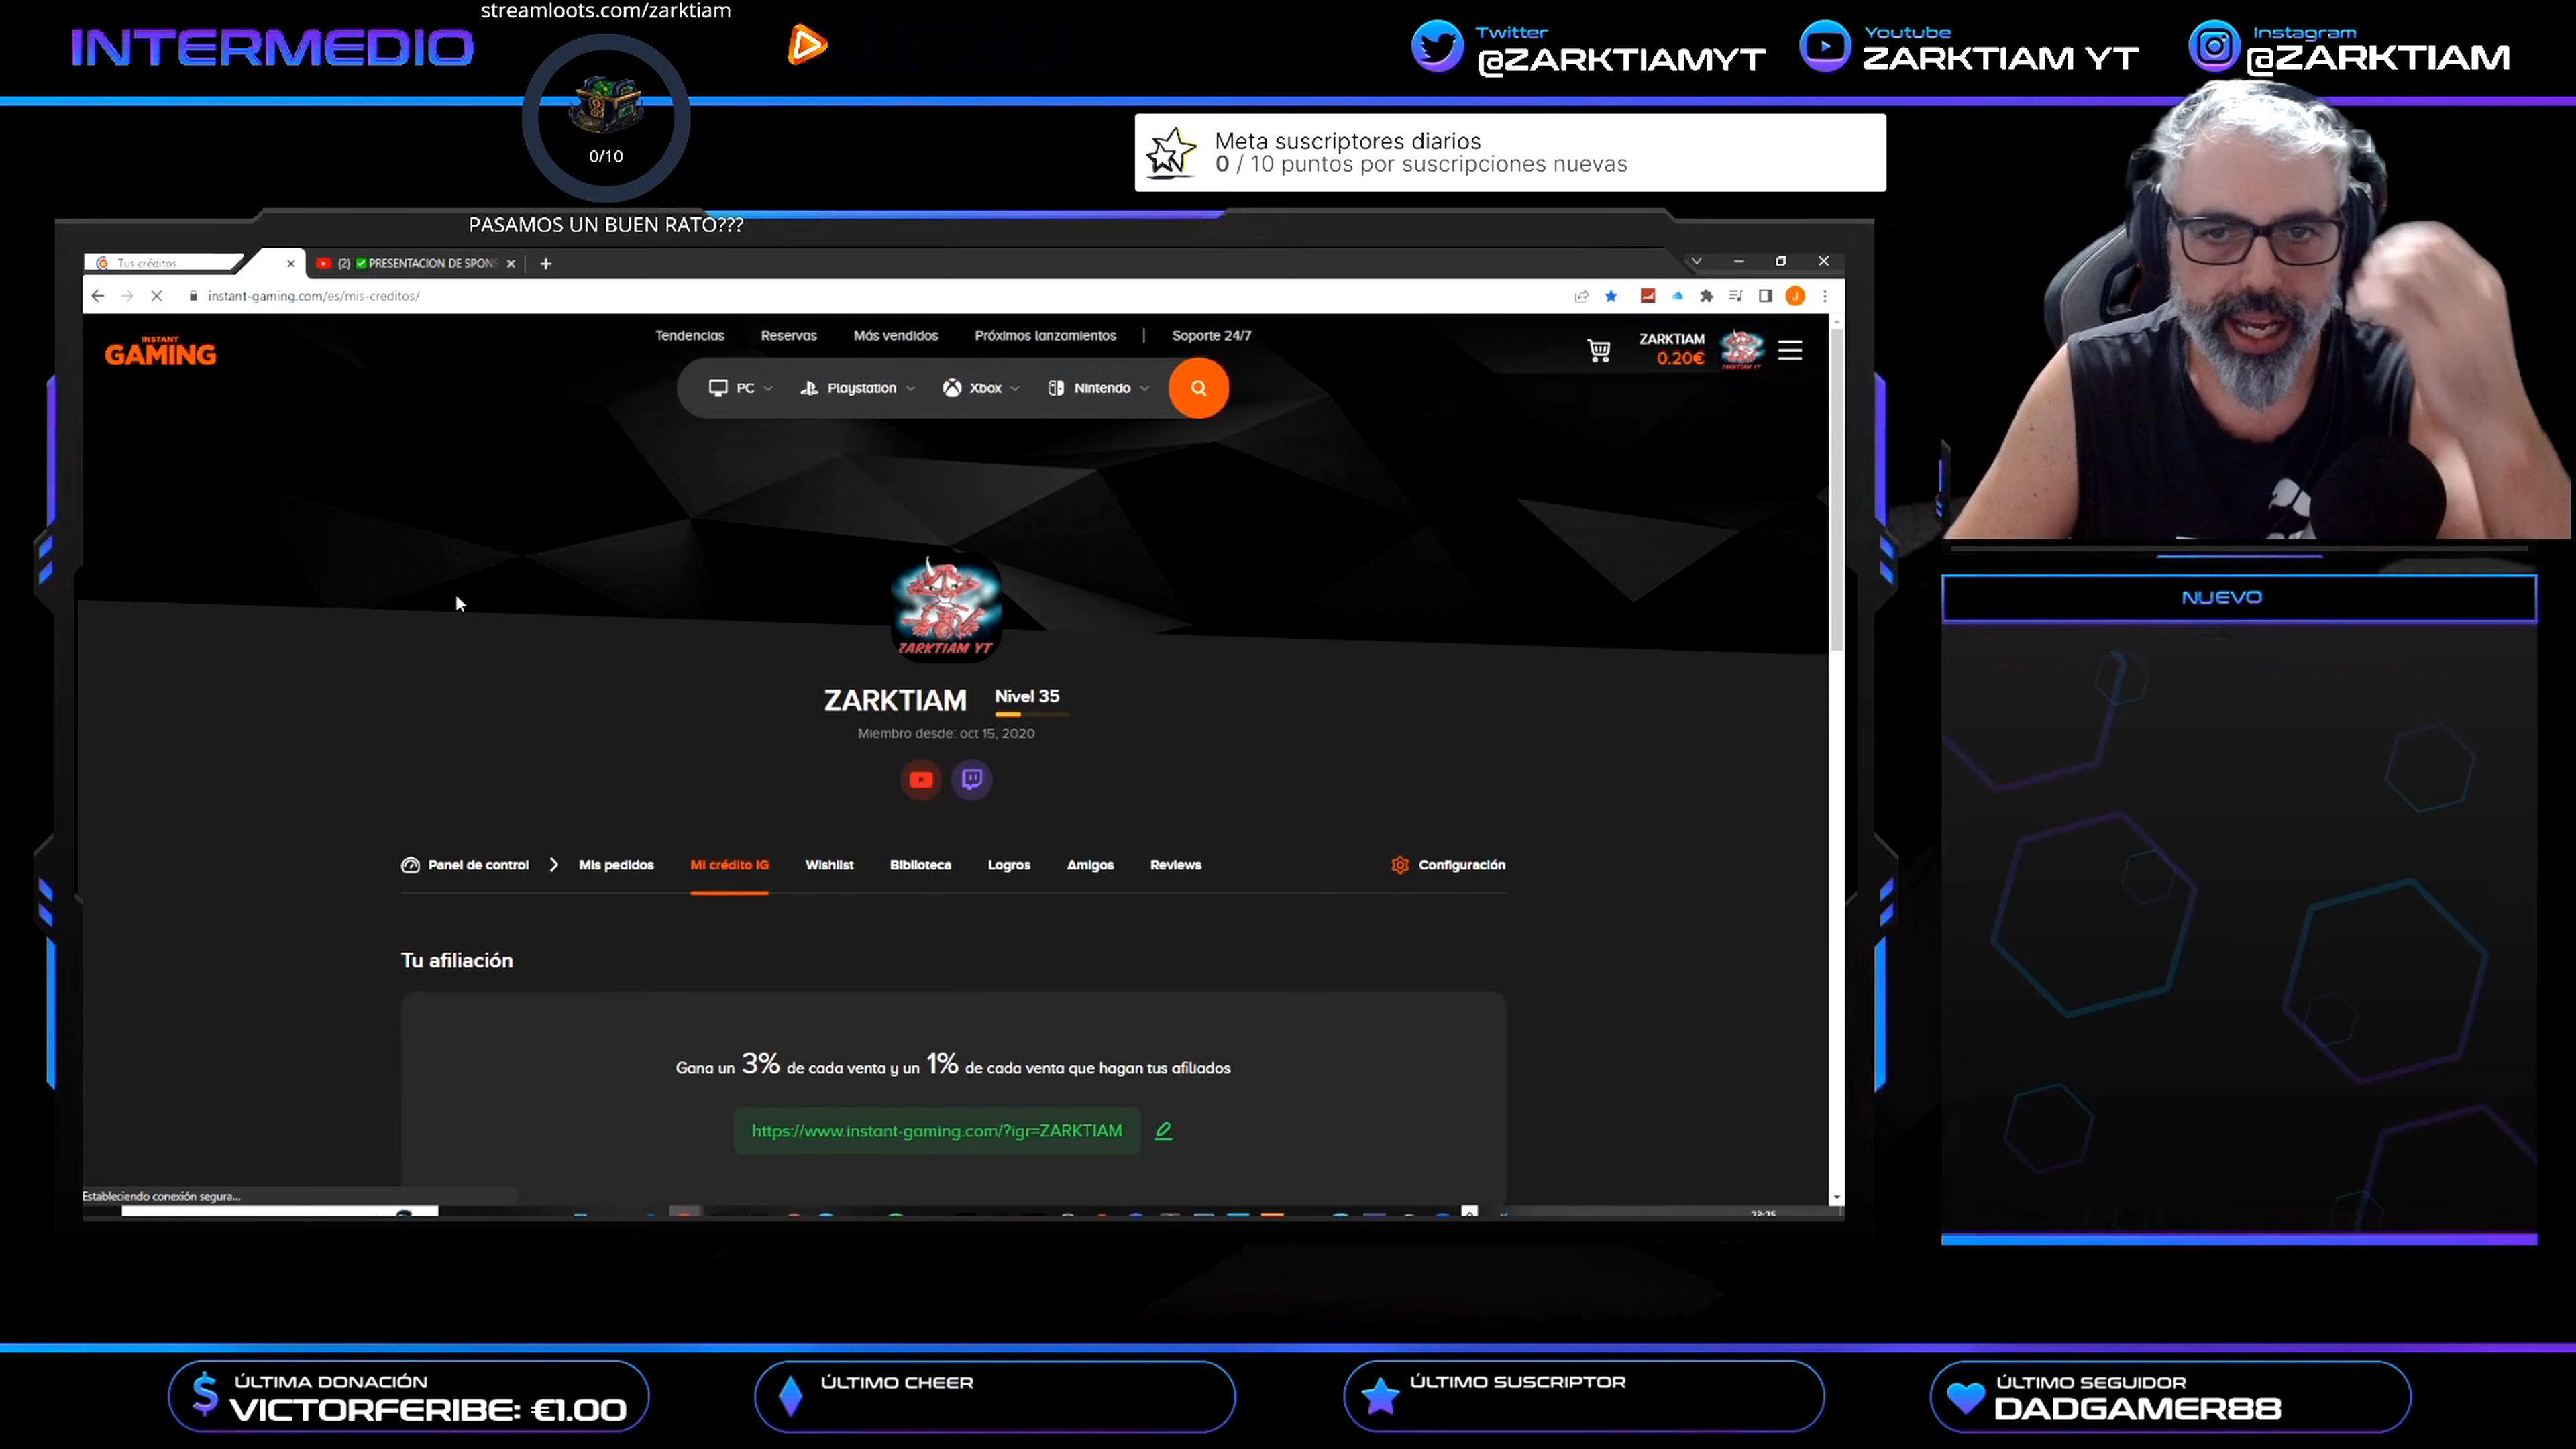 streamloots.com/zarktiam
INTERMEDIO
Twitter
@ZARKTIAMYT
Youtube
ZARKTIAM YT
Instagram
@ZARKTIAM
0/10
Meta suscriptores diarios
0 / 10 puntos por suscripciones nuevas
PASAMOS UN BUEN RATO???
Tus créditos
(2) ✅ PRESENTACION DE SPONS
instant-gaming.com/es/mis-creditos/
INSTANT
GAMING
Tendencias
Reservas
Más vendidos
Próximos lanzamientos
Soporte 24/7
ZARKTIAM
0.20€
PC
Playstation
Xbox
Nintendo
ZARKTIAM YT
ZARKTIAM
Nivel 35
Miembro desde: oct 15, 2020
Panel de control
Mis pedidos
Mi crédito IG
Wishlist
Biblioteca
Logros
Amigos
Reviews
Configuración
Tu afiliación
Gana un 3% de cada venta y un 1% de cada venta que hagan tus afiliados
https://www.instant-gaming.com/?igr=ZARKTIAM
Estableciendo conexión segura...
NUEVO
ÚLTIMA DONACIÓN
VICTORFERIBE: €1.00
ÚLTIMO CHEER
ÚLTIMO SUSCRIPTOR
ÚLTIMO SEGUIDOR
DADGAMER88